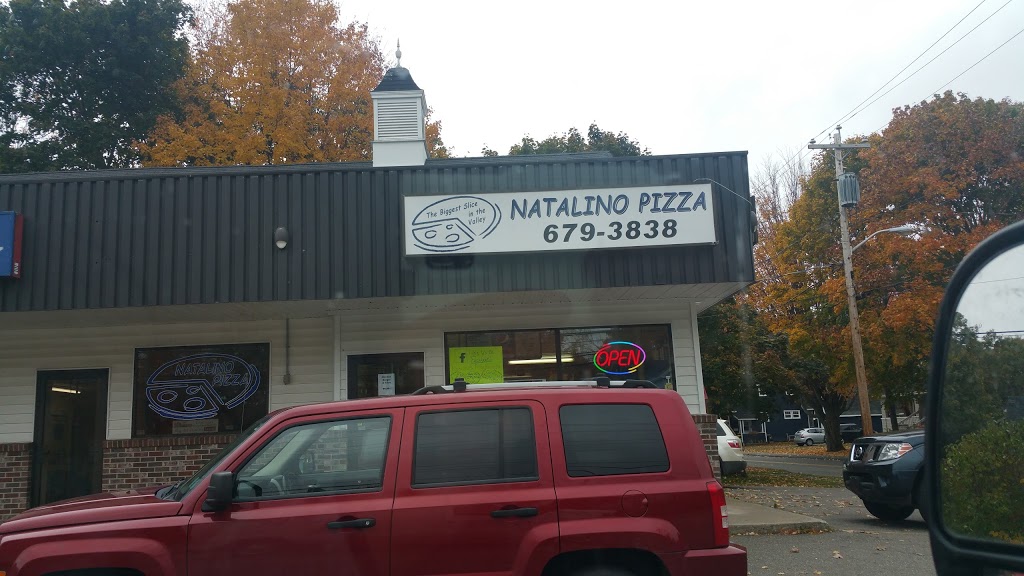 The Biggest Slice
in the
Valley
NATALINO PIZZA
679-3838
NATALINO
PIZZA
f
OPEN